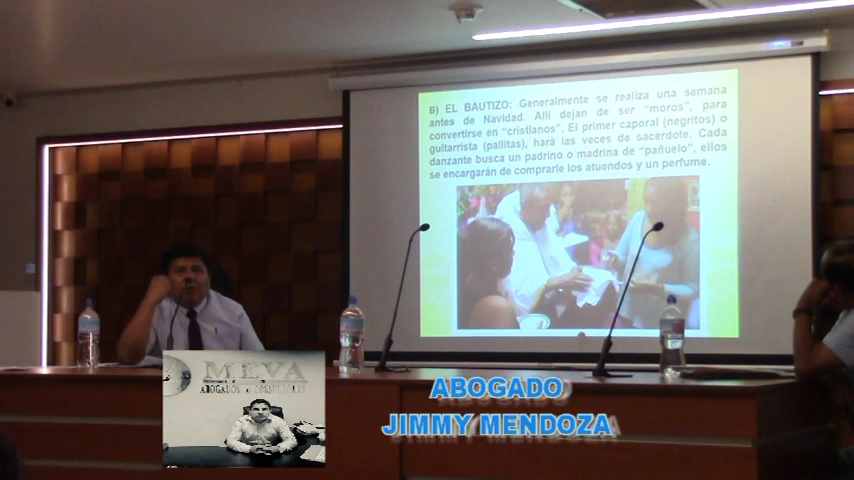 B) EL BAUTIZO: Generalmente se realiza una semana
antes de Navidad. Allí dejan de ser "moros", para
convertirse en "cristianos". El primer caporal (negritos) o
guitarrista (pallitas), hará las veces de sacerdote. Cada
danzante busca un padrino o madrina de "pañuelo", ellos
se encargarán de comprarle los atuendos y un perfume.
MEVA
ABOGADOS
ABOGADO
JIMMY MENDOZA